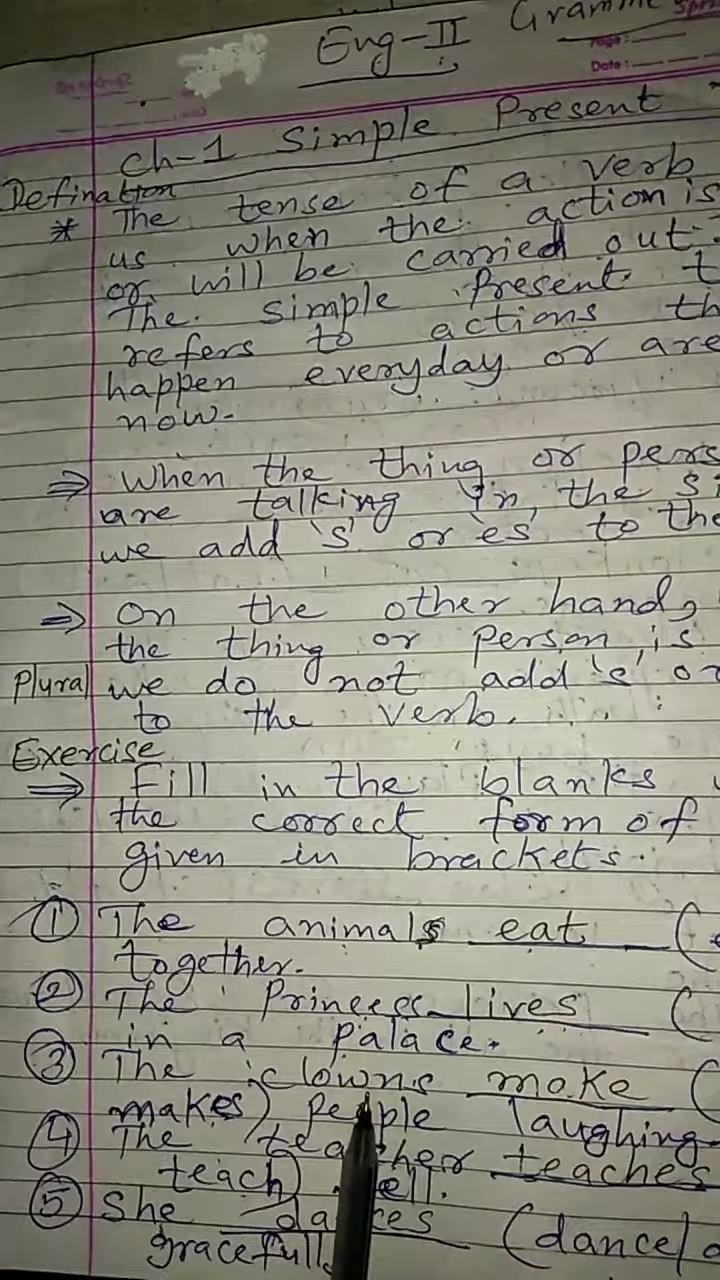 Eng-II Gramm
Page:
Date:
Ch-1 Simple Present
Defination
* The tense of a verb
us when the action is
or will be carried out.
The Simple Present t
refers to actions th
happen everyday or are
now.
⇒ When the thing or pers
are talking in the Si
we add 's' or 'es' to the
⇒ On the other hand,
the thing or person is
Plural we do not add 's' or
to the verb.
Exercise
⇒ Fill in the blanks
the correct form of
given in brackets.
① The animals eat (
together.
② The Princess lives (
in a palace.
③ The clowns make (
makes) people laughing
④ The teacher teaches
teach)
⑤ She dances (dance/